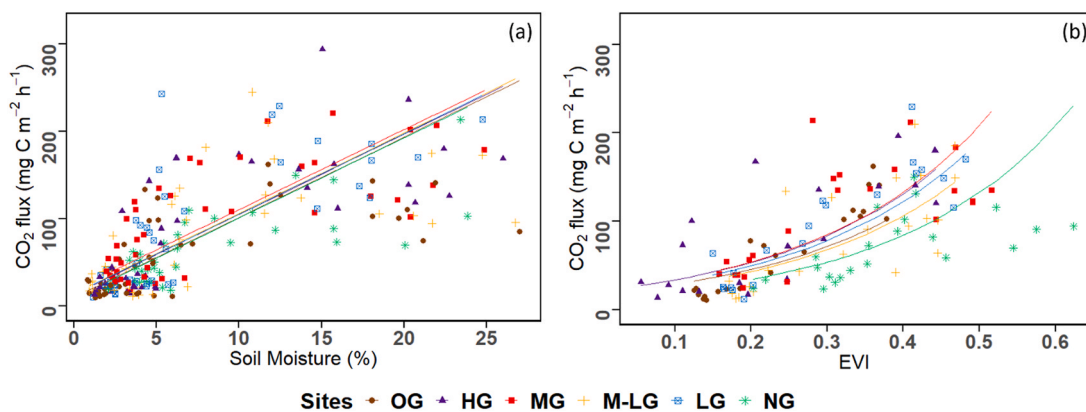 (a)
CO₂ flux (mg C m⁻² h⁻¹)
300
200
100
0
0 5 10 15 20 25
Soil Moisture (%)
(b)
CO₂ flux (mg C m⁻² h⁻¹)
300
200
100
0
0.1 0.2 0.3 0.4 0.5 0.6
EVI
Sites OG HG MG M-LG LG NG